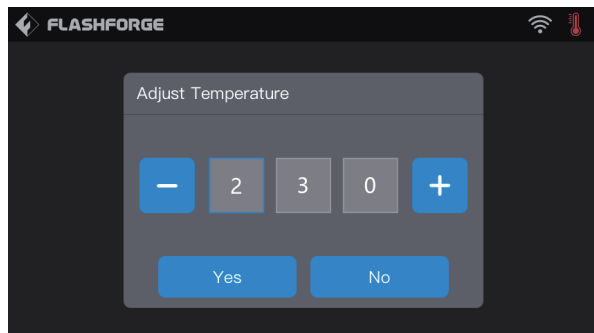 FLASHFORGE
Adjust Temperature
− 2 3 0 +
Yes No